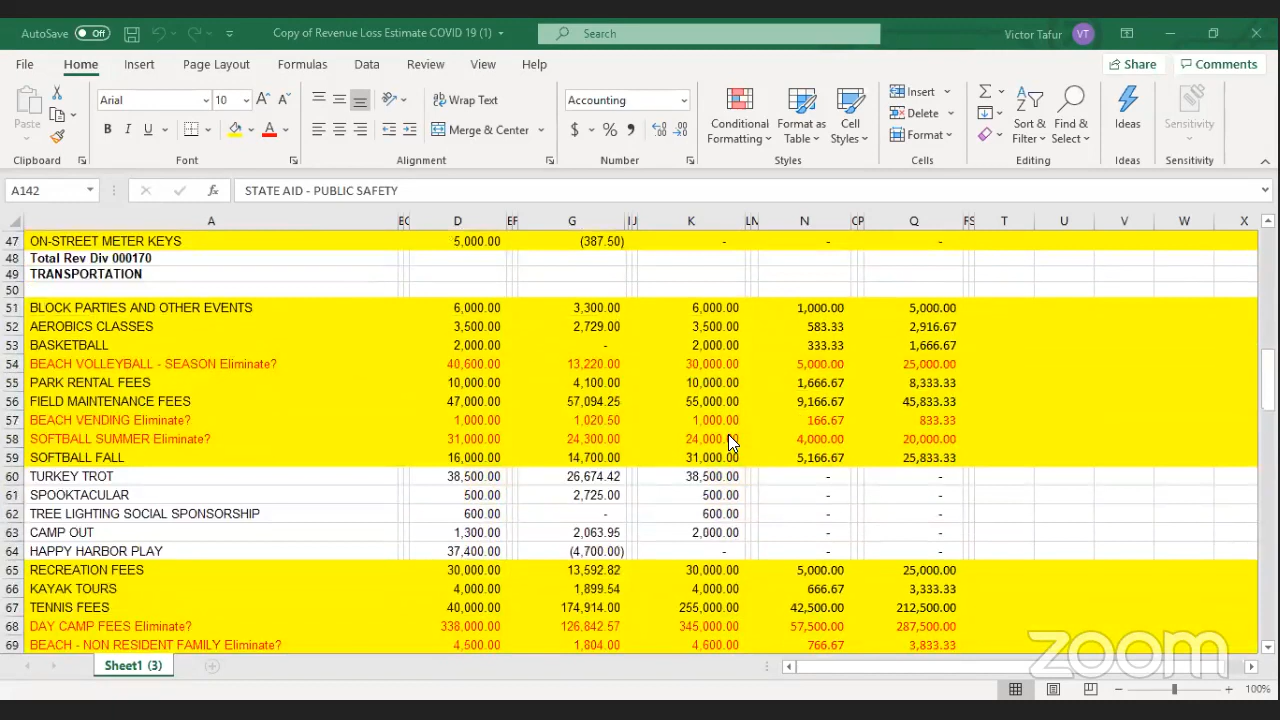 AutoSave Off Copy of Revenue Loss Estimate COVID 19 (1) Search Victor Tafur VT
File Home Insert Page Layout Formulas Data Review View Help Share Comments
Paste Arial 10 A A Wrap Text Accounting Conditional Formatting Format as Table Cell Styles Insert Sort & Filter Find & Select Ideas Sensitivity
B I U A Merge & Center $ % Delete
Format
Clipboard Font Alignment Number Styles Cells Editing Ideas Sensitivity
A142 fx STATE AID - PUBLIC SAFETY
A D G K N Q T U V W X
47 ON-STREET METER KEYS 5,000.00 (387.50) - - -
48 Total Rev Div 000170
49 TRANSPORTATION
50
51 BLOCK PARTIES AND OTHER EVENTS 6,000.00 3,300.00 6,000.00 1,000.00 5,000.00
52 AEROBICS CLASSES 3,500.00 2,729.00 3,500.00 583.33 2,916.67
53 BASKETBALL 2,000.00 - 2,000.00 333.33 1,666.67
54 BEACH VOLLEYBALL - SEASON Eliminate? 40,600.00 13,220.00 30,000.00 5,000.00 25,000.00
55 PARK RENTAL FEES 10,000.00 4,100.00 10,000.00 1,666.67 8,333.33
56 FIELD MAINTENANCE FEES 47,000.00 57,094.25 55,000.00 9,166.67 45,833.33
57 BEACH VENDING Eliminate? 1,000.00 1,020.50 1,000.00 166.67 833.33
58 SOFTBALL SUMMER Eliminate? 31,000.00 24,300.00 24,000.00 4,000.00 20,000.00
59 SOFTBALL FALL 16,000.00 14,700.00 31,000.00 5,166.67 25,833.33
60 TURKEY TROT 38,500.00 26,674.42 38,500.00 - -
61 SPOOKTACULAR 500.00 2,725.00 500.00 - -
62 TREE LIGHTING SOCIAL SPONSORSHIP 600.00 - 600.00 - -
63 CAMP OUT 1,300.00 2,063.95 2,000.00 - -
64 HAPPY HARBOR PLAY 37,400.00 (4,700.00) - - -
65 RECREATION FEES 30,000.00 13,592.82 30,000.00 5,000.00 25,000.00
66 KAYAK TOURS 4,000.00 1,899.54 4,000.00 666.67 3,333.33
67 TENNIS FEES 40,000.00 174,914.00 255,000.00 42,500.00 212,500.00
68 DAY CAMP FEES Eliminate? 338,000.00 126,842.57 345,000.00 57,500.00 287,500.00
69 BEACH - NON RESIDENT FAMILY Eliminate? 4,500.00 1,804.00 4,600.00 766.67 3,833.33
Sheet1 (3)
zoom
100%